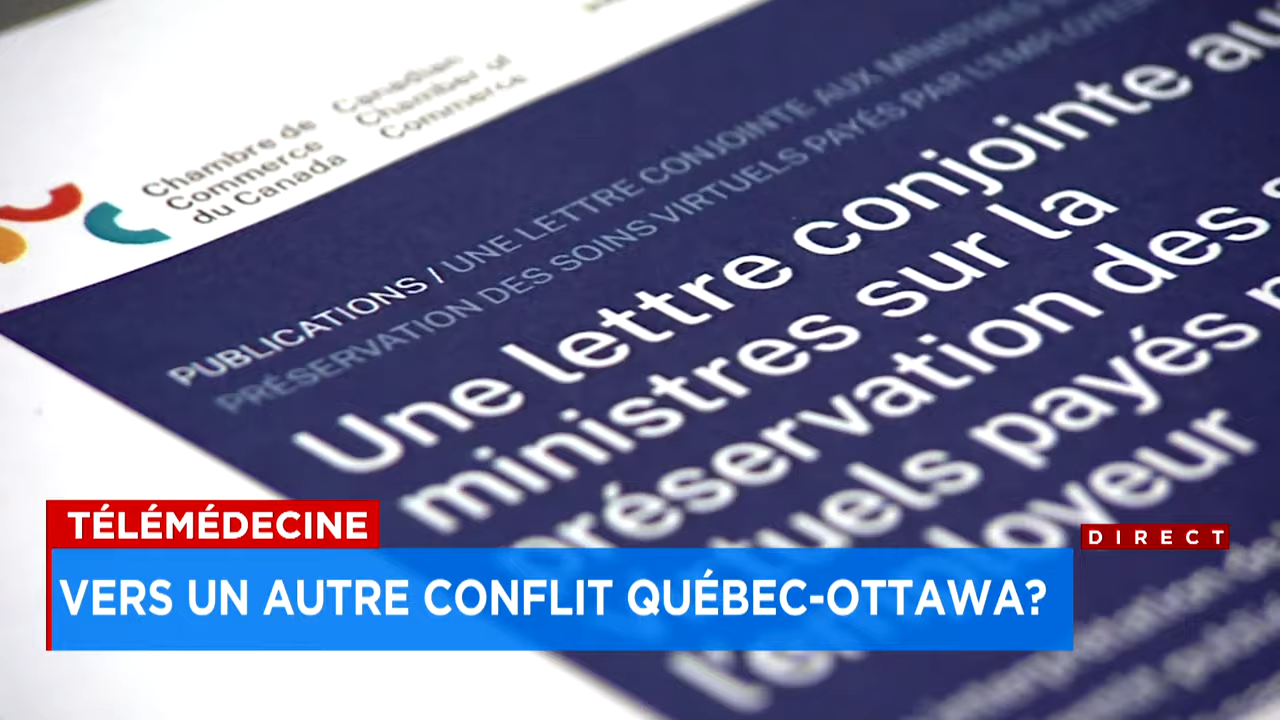 Chambre de
Commerce
du Canada
Canadian
Chamber of
Commerce
PUBLICATIONS / UNE LETTRE CONJOINTE AUX MINISTRES
PRÉSERVATION DES SOINS VIRTUELS PAYÉS PAR L'EMPLOYEUR
Une lettre conjointe au
ministres sur la
préservation des
tuels payés
l'employeur
TÉLÉMÉDECINE
VERS UN AUTRE CONFLIT QUÉBEC-OTTAWA?
DIRECT